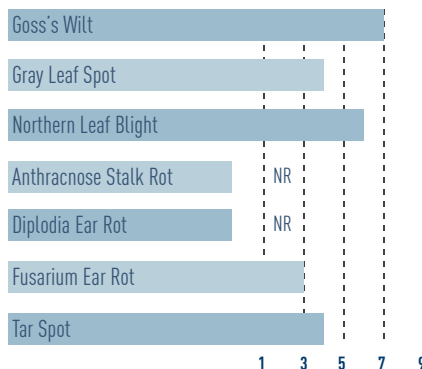 Goss's Wilt
Gray Leaf Spot
Northern Leaf Blight
Anthracnose Stalk Rot NR
Diplodia Ear Rot NR
Fusarium Ear Rot
Tar Spot
1 3 5 7 9